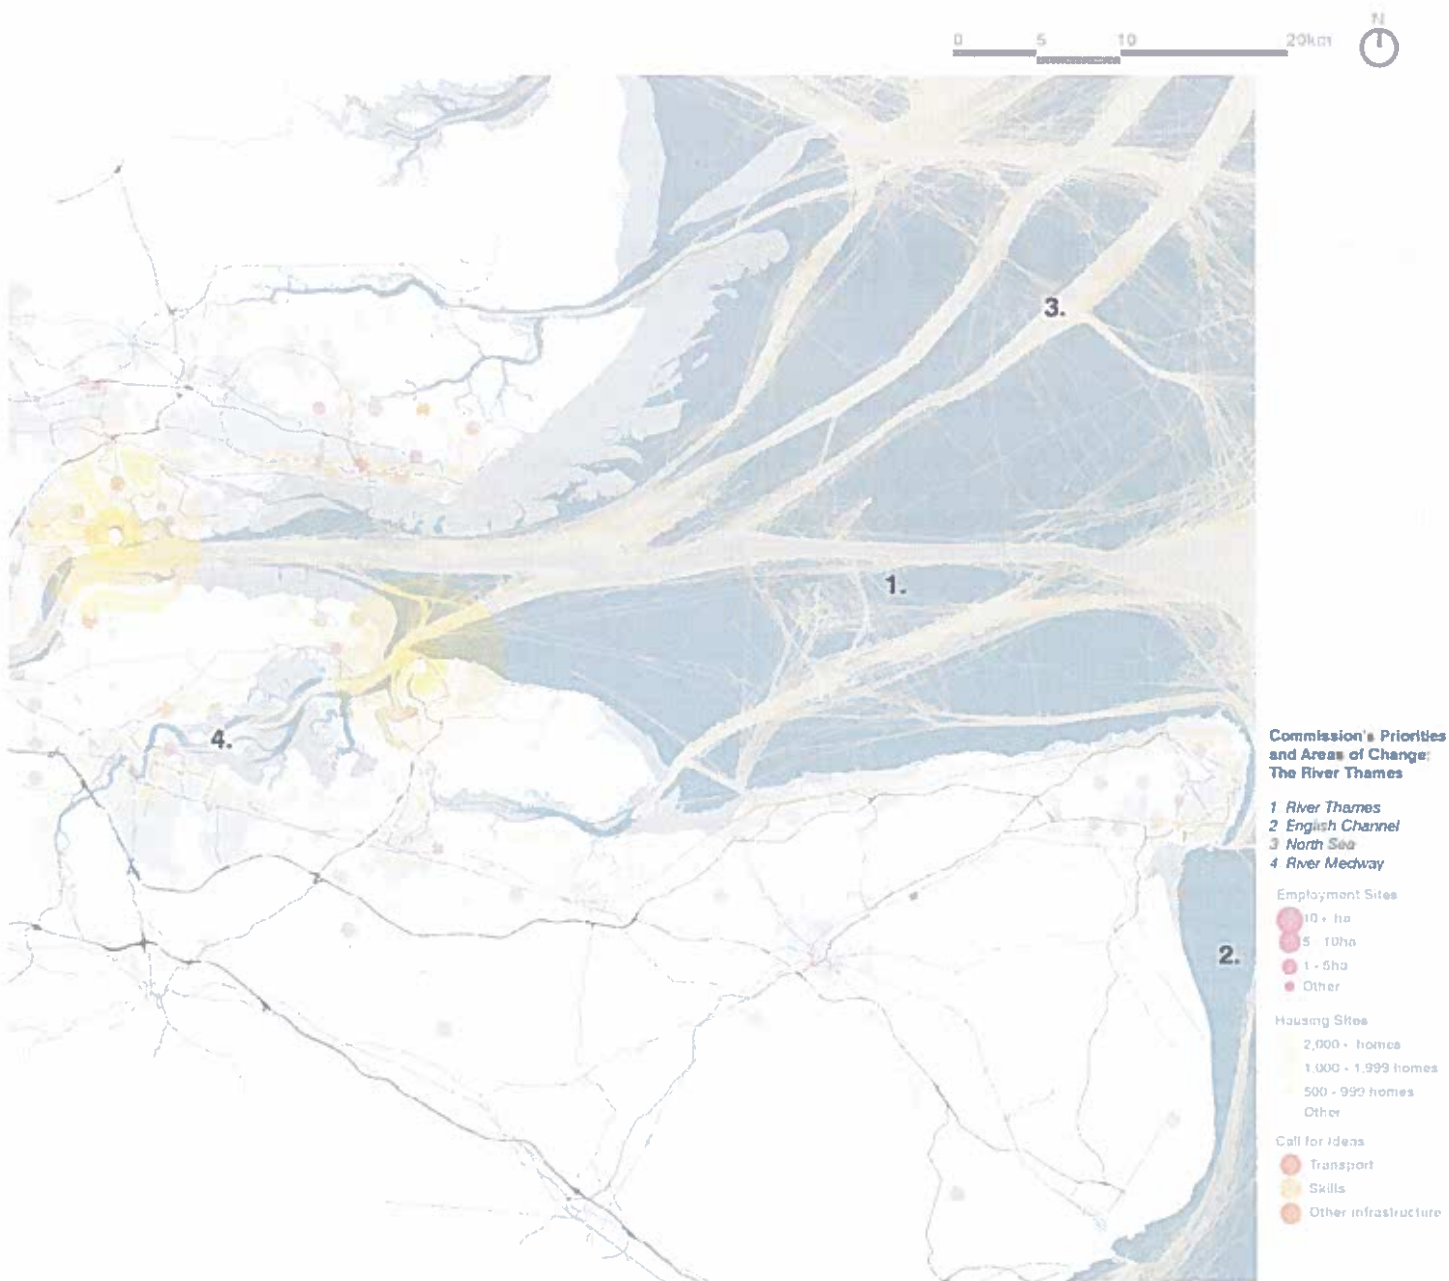 N
0 5 10 20km
3.
1.
4.
2.
Commission's Priorities
and Areas of Change:
The River Thames
1 River Thames
2 English Channel
3 North Sea
4 River Medway
Employment Sites
10+ ha
5 - 10ha
1 - 5ha
Other
Housing Sites
2,000+ homes
1,000 - 1,999 homes
500 - 999 homes
Other
Call for Ideas
Transport
Skills
Other infrastructure